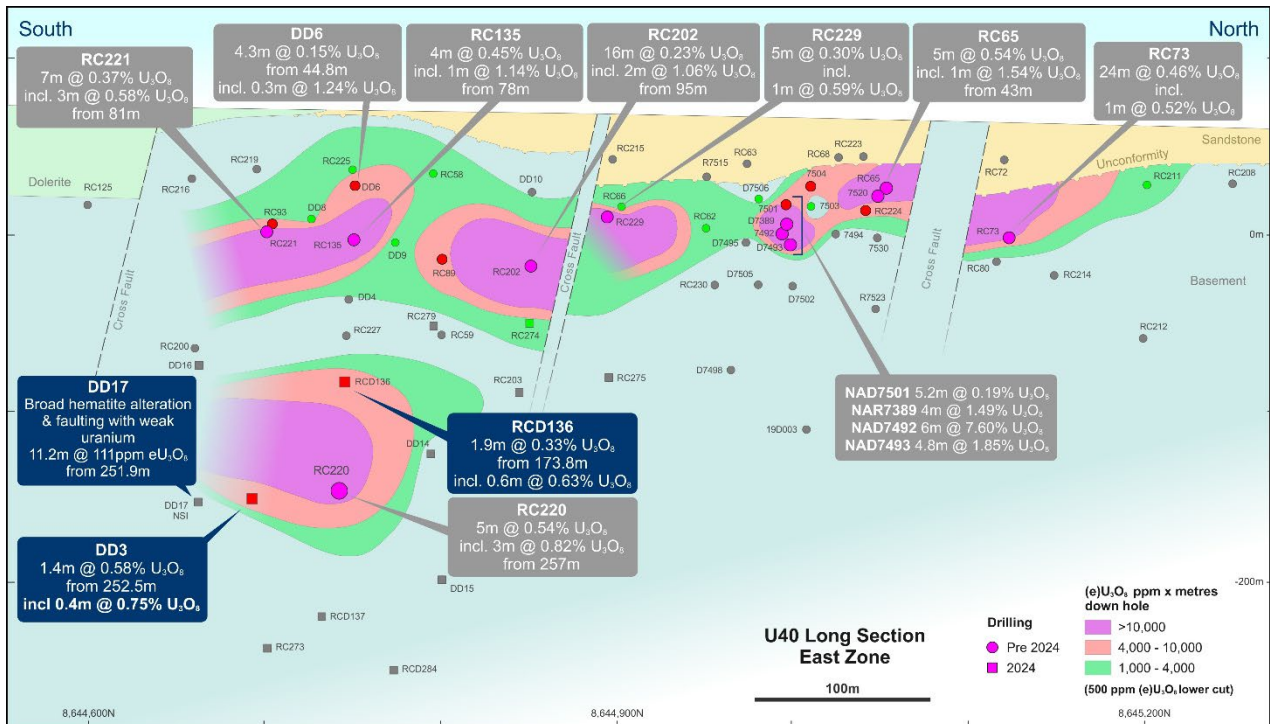 South
North
RC221
7m @ 0.37% U₃O₈
incl. 3m @ 0.58% U₃O₈
from 81m
DD6
4.3m @ 0.15% U₃O₈
from 44.8m
incl. 0.3m @ 1.24% U₃O₈
RC135
4m @ 0.45% U₃O₈
incl. 1m @ 1.14% U₃O₈
from 78m
RC202
16m @ 0.23% U₃O₈
incl. 2m @ 1.06% U₃O₈
from 95m
RC229
5m @ 0.30% U₃O₈
incl.
1m @ 0.59% U₃O₈
RC65
5m @ 0.54% U₃O₈
incl. 1m @ 1.54% U₃O₈
from 43m
RC73
24m @ 0.46% U₃O₈
incl.
1m @ 0.52% U₃O₈
Sandstone
Unconformity
Dolerite
Basement
Cross Fault
Cross Fault
Cross Fault
RC125
RC216
RC219
RC225
RC58
DD10
RC215
R7515
RC63
RC68
RC223
RC72
RC211
RC208
DD6
DD8
RC93
RC221
RC135
DD9
RC89
RC202
RC66
RC229
RC62
D7506
7504
7501
7503
D7389
7492
D7493
D7495
RC65
7520
RC224
7494
7530
RC73
RC80
RC214
0m
DD4
RC279
RC227
RC59
RC274
RC230
D7505
D7502
R7523
RC212
RC200
DD16
RCD136
RC203
RC275
D7498
19D003
DD14
RC220
DD17
NSI
DD15
RCD137
RC273
RCD284
-200m
DD17
Broad hematite alteration
& faulting with weak
uranium
11.2m @ 111ppm eU₃O₈
from 251.9m
RCD136
1.9m @ 0.33% U₃O₈
from 173.8m
incl. 0.6m @ 0.63% U₃O₈
RC220
5m @ 0.54% U₃O₈
incl. 3m @ 0.82% U₃O₈
from 257m
DD3
1.4m @ 0.58% U₃O₈
from 252.5m
incl 0.4m @ 0.75% U₃O₈
NAD7501 5.2m @ 0.19% U₃O₈
NAR7389 4m @ 1.49% U₃O₈
NAD7492 6m @ 7.60% U₃O₈
NAD7493 4.8m @ 1.85% U₃O₈
U40 Long Section
East Zone
100m
Drilling
Pre 2024
2024
(e)U₃O₈ ppm x metres
down hole
>10,000
4,000 - 10,000
1,000 - 4,000
(500 ppm (e)U₃O₈ lower cut)
8,644,600N
8,644,900N
8,645,200N